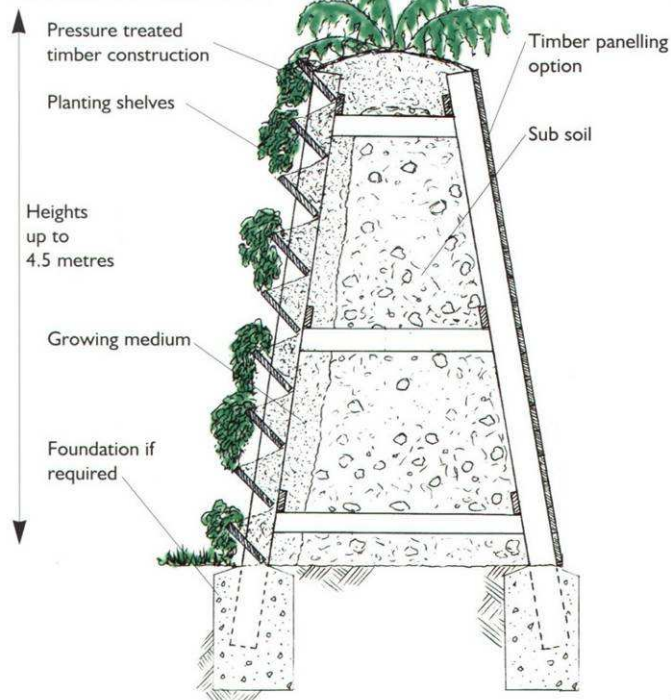 Pressure treated
timber construction
Planting shelves
Heights
up to
4.5 metres
Growing medium
Foundation if
required
Timber panelling
option
Sub soil